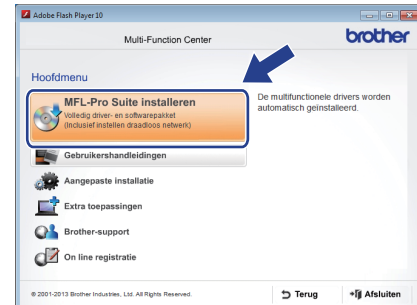 Adobe Flash Player 10
Multi-Function Center
brother
Hoofdmenu
MFL-Pro Suite installeren
Volledig driver- en softwarepakket
(Inclusief instellen draadloos netwerk)
De multifunctionele drivers worden
automatisch geïnstalleerd.
Gebruikershandleidingen
Aangepaste installatie
Extra toepassingen
Brother-support
On line registratie
© 2001-2013 Brother Industries, Ltd. All Rights Reserved.
Terug
Afsluiten